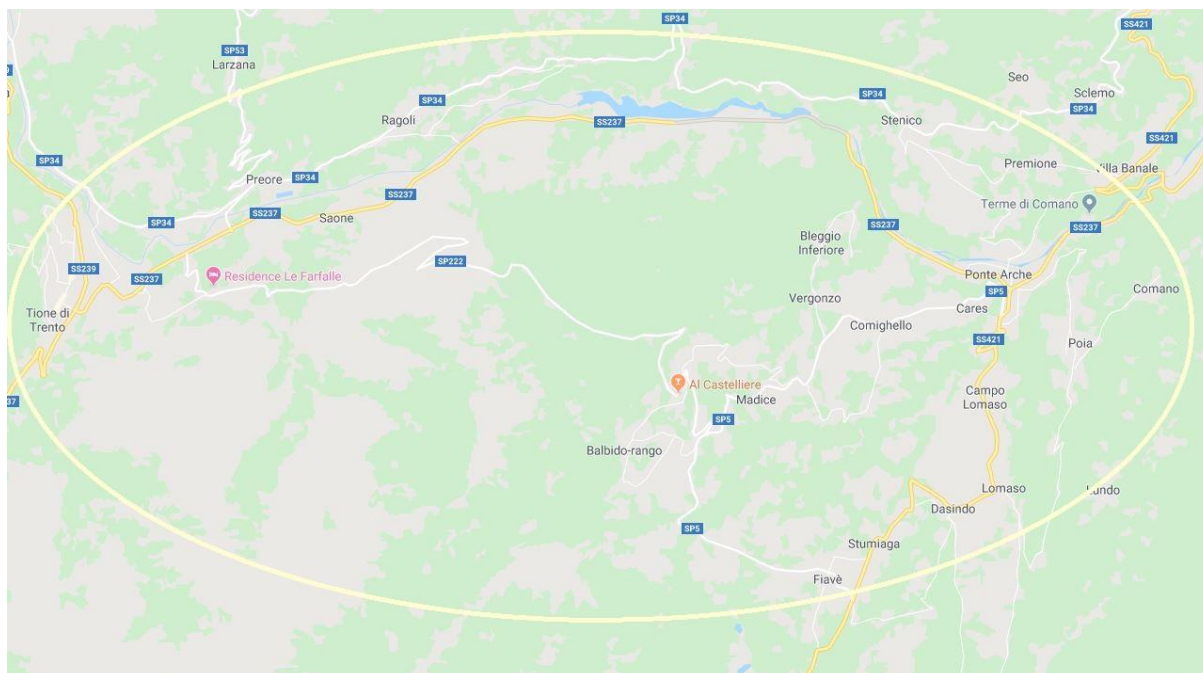 SP34
SS421
SP53
Larzana
Seo
Sclemo
SP34
SP34
SP34
Ragoli
SS237
Stenico
SS421
SP34
Premione
Villa Banale
Preore
SP34
SS237
Terme di Comano
SP34
SS237
Saone
SS237
SS237
Bleggio
Inferiore
SS239
SS237
Residence Le Farfalle
SP222
Ponte Arche
SP5
Comano
Vergonzo
Cares
Tione di
Trento
Comighello
SS421
Poia
Al Castelliere
Madice
Campo
Lomaso
37
SP5
Balbido-rango
Lomaso
Lundo
Dasindo
SP5
Stumiaga
Fiavè